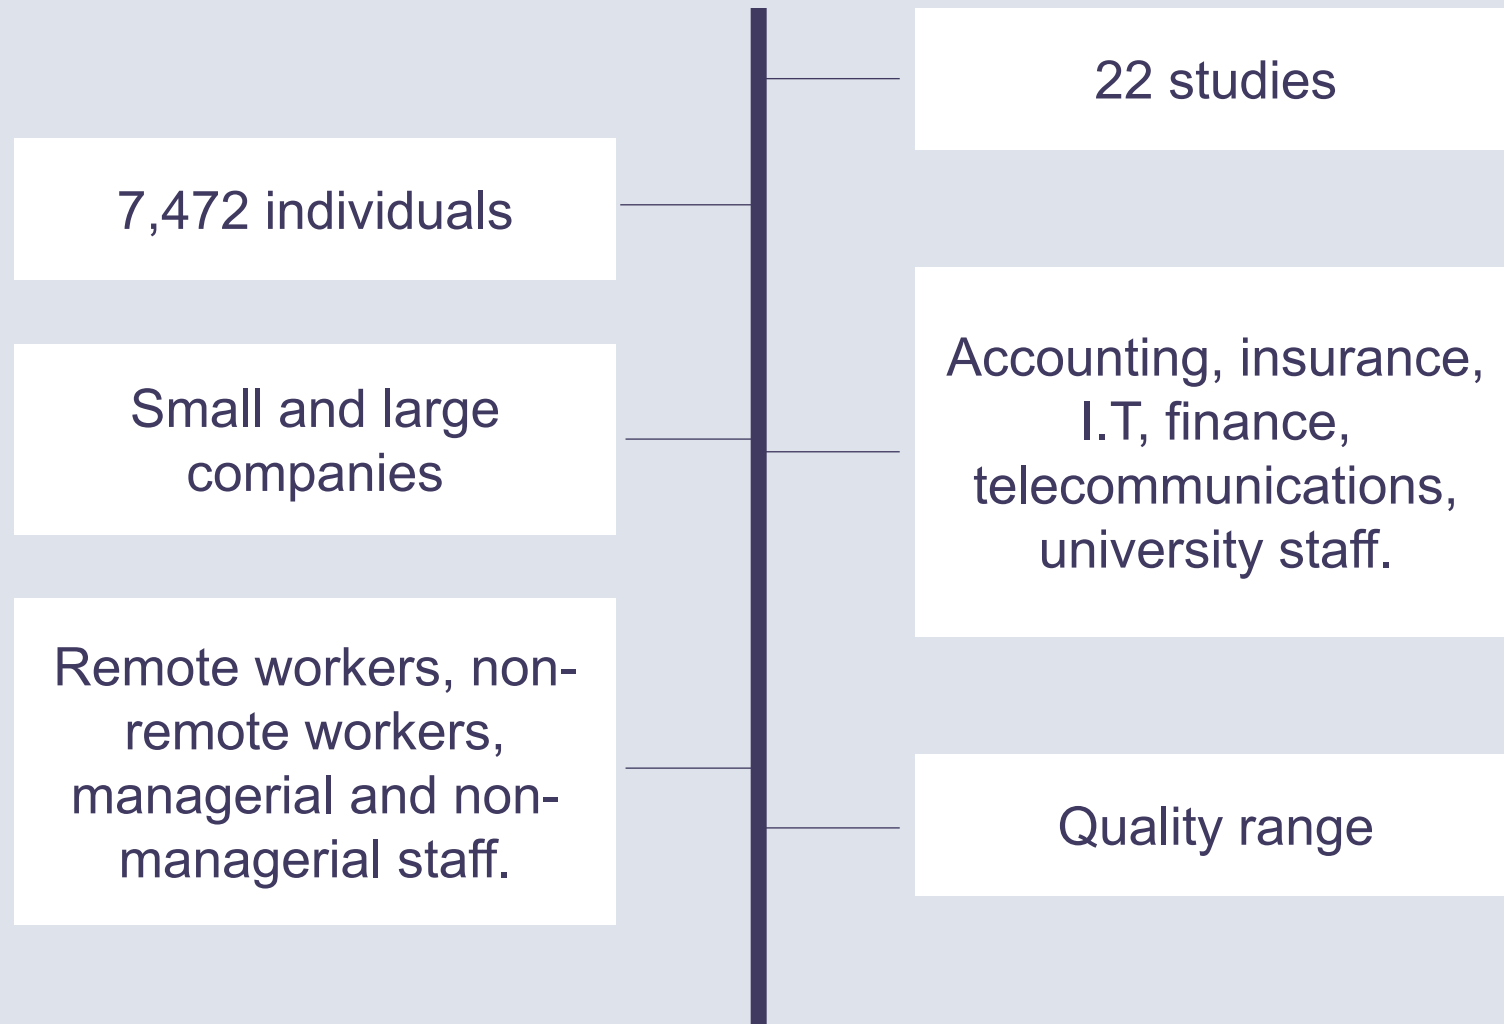 22 studies
7,472 individuals
Accounting, insurance,
I.T, finance,
telecommunications,
university staff.
Small and large
companies
Remote workers, non-
remote workers,
managerial and non-
managerial staff.
Quality range